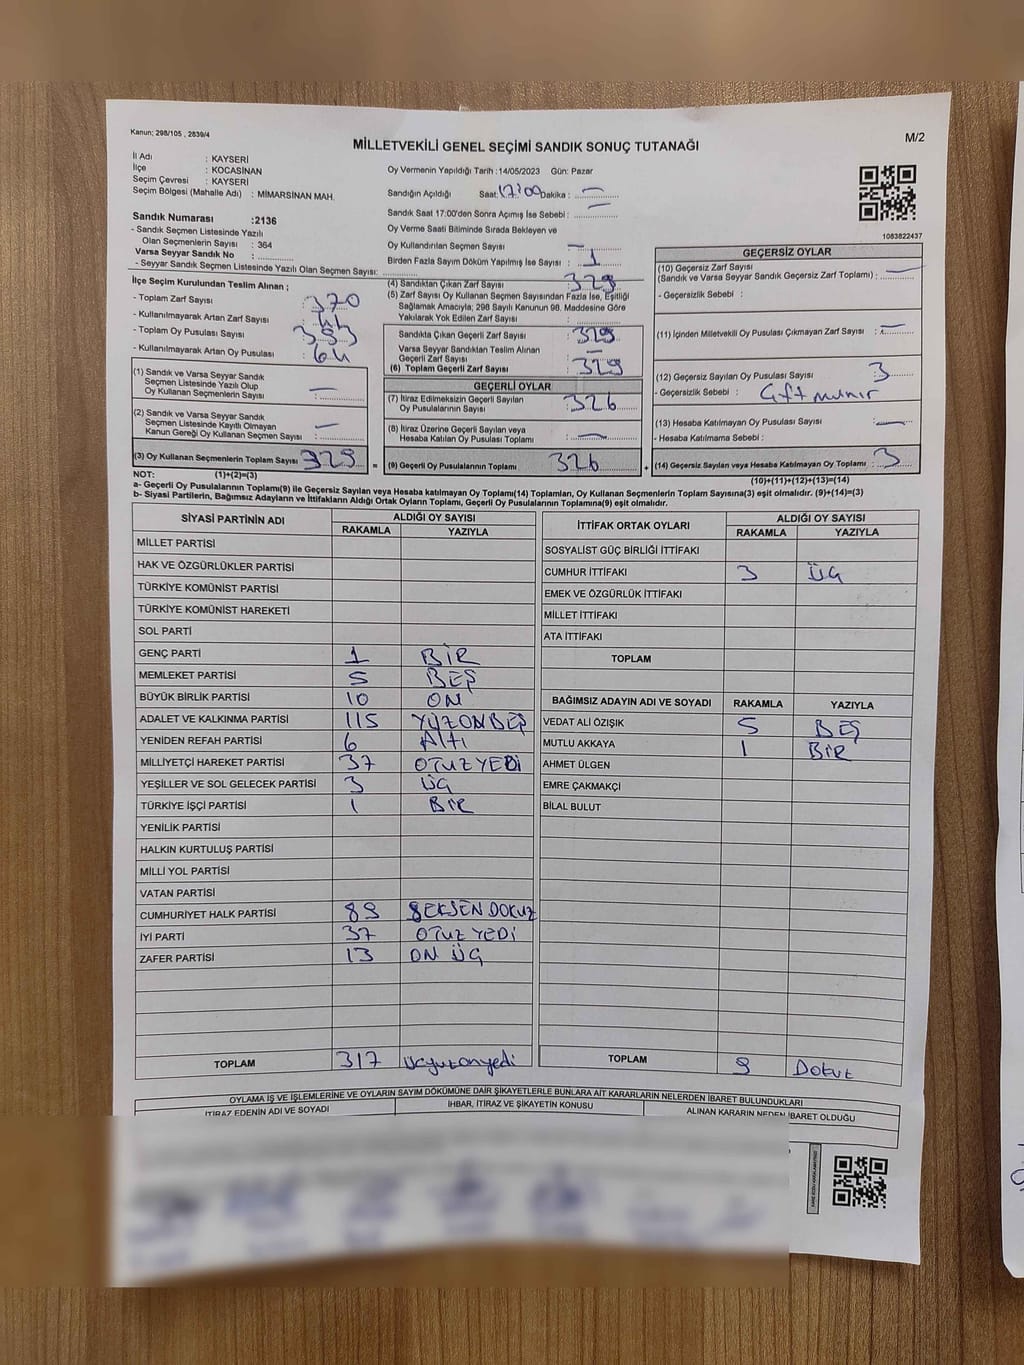 Kanun; 298/105 , 2839/4
M/2
MİLLETVEKİLİ GENEL SEÇİMİ SANDIK SONUÇ TUTANAĞI
İl Adı : KAYSERİ
İlçe : KOCASİNAN
Seçim Çevresi : KAYSERİ
Seçim Bölgesi (Mahalle Adı) : MİMARSİNAN MAH.
Sandık Numarası :2136
- Sandık Seçmen Listesinde Yazılı
Olan Seçmenlerin Sayısı : 364
Varsa Seyyar Sandık No :
- Seyyar Sandık Seçmen Listesinde Yazılı Olan Seçmen Sayısı:
İlçe Seçim Kurulundan Teslim Alınan ;
- Toplam Zarf Sayısı : 370
- Kullanılmayarak Artan Zarf Sayısı : 41
- Toplam Oy Pusulası Sayısı
- Kullanılmayarak Artan Oy Pusulası : 64
(1) Sandık ve Varsa Seyyar Sandık
Seçmen Listesinde Yazılı Olup
Oy Kullanan Seçmenlerin Sayısı : —
(2) Sandık ve Varsa Seyyar Sandık
Seçmen Listesinde Kayıtlı Olmayan
Kanun Gereği Oy Kullanan Seçmen Sayısı : —
(3) Oy Kullanan Seçmenlerin Toplam Sayısı : 329
Oy Vermenin Yapıldığı Tarih :14/05/2023 Gün: Pazar
Sandığın Açıldığı Saat: 17:00 Dakika : —
Sandık Saat 17:00'den Sonra Açımış İse Sebebi : —
Oy Verme Saati Bitiminde Sırada Bekleyen ve
Oy Kullandırılan Seçmen Sayısı : —
Birden Fazla Sayım Döküm Yapılmış İse Sayısı : 1
(4) Sandıktan Çıkan Zarf Sayısı : 329
(5) Zarf Sayısı Oy Kullanan Seçmen Sayısından Fazla İse, Eşitliği
Sağlamak Amacıyla; 298 Sayılı Kanunun 98. Maddesine Göre
Yakılarak Yok Edilen Zarf Sayısı :
Sandıkta Çıkan Geçerli Zarf Sayısı : 329
Varsa Seyyar Sandıktan Teslim Alınan
Geçerli Zarf Sayısı : —
(6) Toplam Geçerli Zarf Sayısı : 329
GEÇERLİ OYLAR
(7) İtiraz Edilmeksizin Geçerli Sayılan
Oy Pusulalarının Sayısı : 326
(8) İtiraz Üzerine Geçerli Sayılan veya
Hesaba Katılan Oy Pusulaları Toplamı : —
= (9) Geçerli Oy Pusulalarının Toplamı : 326
1083822437
GEÇERSİZ OYLAR
(10) Geçersiz Zarf Sayısı
(Sandık ve Varsa Seyyar Sandık Geçersiz Zarf Toplamı) : —
- Geçersizlik Sebebi :
(11) İçinden Milletvekili Oy Pusulası Çıkmayan Zarf Sayısı : —
(12) Geçersiz Sayılan Oy Pusulası Sayısı : 3
- Geçersizlik Sebebi : Çift mühür
(13) Hesaba Katılmayan Oy Pusulası Sayısı : —
- Hesaba Katılmama Sebebi :
+ (14) Geçersiz Sayılan veya Hesaba Katılmayan Oy Toplamı : 3
NOT: (1)+(2)=(3) (10)+(11)+(12)+(13)=(14)
a- Geçerli Oy Pusulalarının Toplamı(9) ile Geçersiz Sayılan veya Hesaba katılmayan Oy Toplamı(14) Toplamları, Oy Kullanan Seçmenlerin Toplam Sayısına(3) eşit olmalıdır. (9)+(14)=(3)
b- Siyasi Partilerin, Bağımsız Adayların ve İttifakların Aldığı Ortak Oyların Toplamı, Geçerli Oy Pusulalarının Toplamına(9) eşit olmalıdır.
SİYASİ PARTİNİN ADI ALDIĞI OY SAYISI
RAKAMLA YAZIYLA
MİLLET PARTİSİ
HAK VE ÖZGÜRLÜKLER PARTİSİ
TÜRKİYE KOMÜNİST PARTİSİ
TÜRKİYE KOMÜNİST HAREKETİ
SOL PARTİ
GENÇ PARTİ 1 BİR
MEMLEKET PARTİSİ 5 BEŞ
BÜYÜK BİRLİK PARTİSİ 10 ON
ADALET VE KALKINMA PARTİSİ 115 YÜZONBEŞ
YENİDEN REFAH PARTİSİ 6 Altı
MİLLİYETÇİ HAREKET PARTİSİ 37 OTUZ YEDİ
YEŞİLLER VE SOL GELECEK PARTİSİ 3 ÜÇ
TÜRKİYE İŞÇİ PARTİSİ 1 BİR
YENİLİK PARTİSİ
HALKIN KURTULUŞ PARTİSİ
MİLLİ YOL PARTİSİ
VATAN PARTİSİ
CUMHURİYET HALK PARTİSİ 89 SEKSEN DOKUZ
İYİ PARTİ 37 OTUZ YEDİ
ZAFER PARTİSİ 13 ON ÜÇ
TOPLAM 317 Üçyüzonyedi
İTTİFAK ORTAK OYLARI ALDIĞI OY SAYISI
RAKAMLA YAZIYLA
SOSYALİST GÜÇ BİRLİĞİ İTTİFAKI
CUMHUR İTTİFAKI 3 ÜÇ
EMEK VE ÖZGÜRLÜK İTTİFAKI
MİLLET İTTİFAKI
ATA İTTİFAKI
TOPLAM
BAĞIMSIZ ADAYIN ADI VE SOYADI RAKAMLA YAZIYLA
VEDAT ALİ ÖZIŞIK 5 BEŞ
MUTLU AKKAYA 1 BİR
AHMET ÜLGEN
EMRE ÇAKMAKÇİ
BİLAL BULUT
TOPLAM 9 Dokuz
OYLAMA İŞ VE İŞLEMLERİNE VE OYLARIN SAYIM DÖKÜMÜNE DAİR ŞİKAYETLERLE BUNLARA AİT KARARLARIN NELERDEN İBARET BULUNDUKLARI
İTİRAZ EDENİN ADI VE SOYADI İHBAR, İTİRAZ VE ŞİKAYETİN KONUSU ALINAN KARARIN NEDEN İBARET OLDUĞU